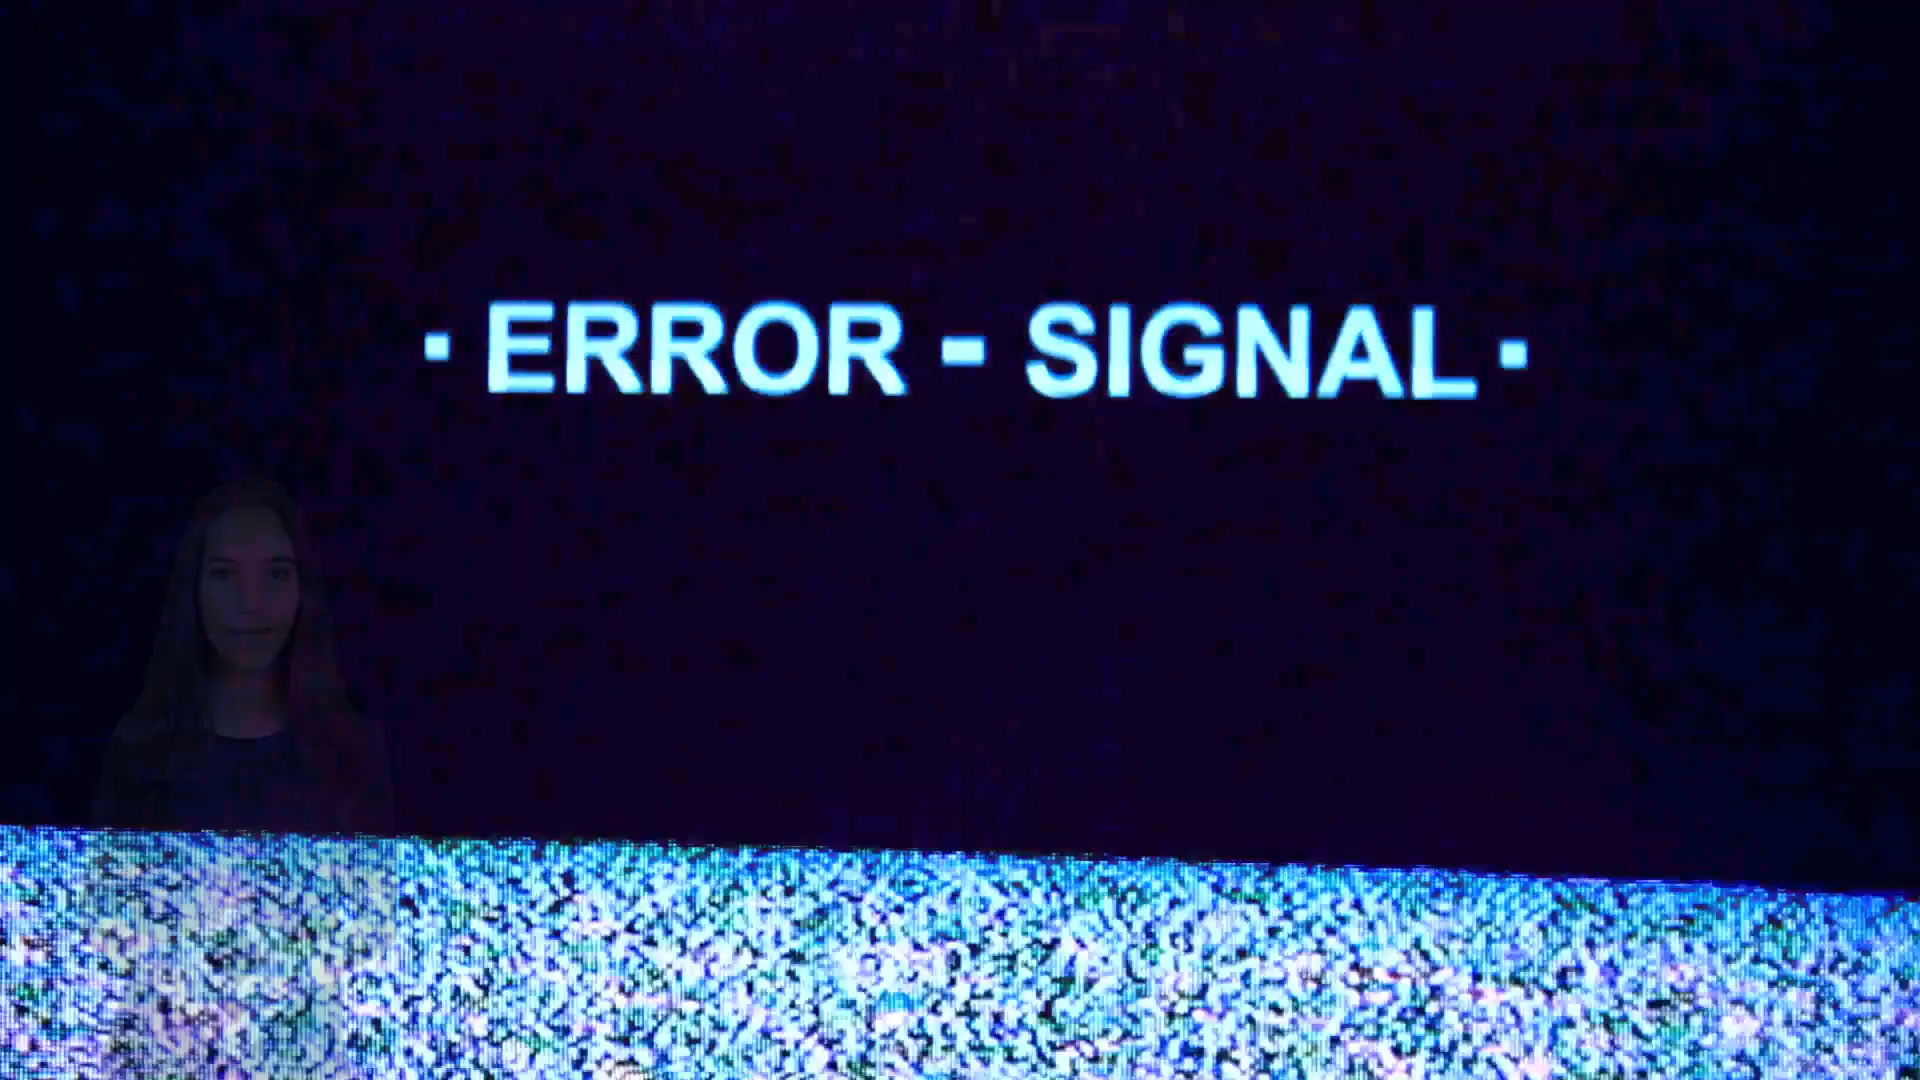 · ERROR - SIGNAL ·